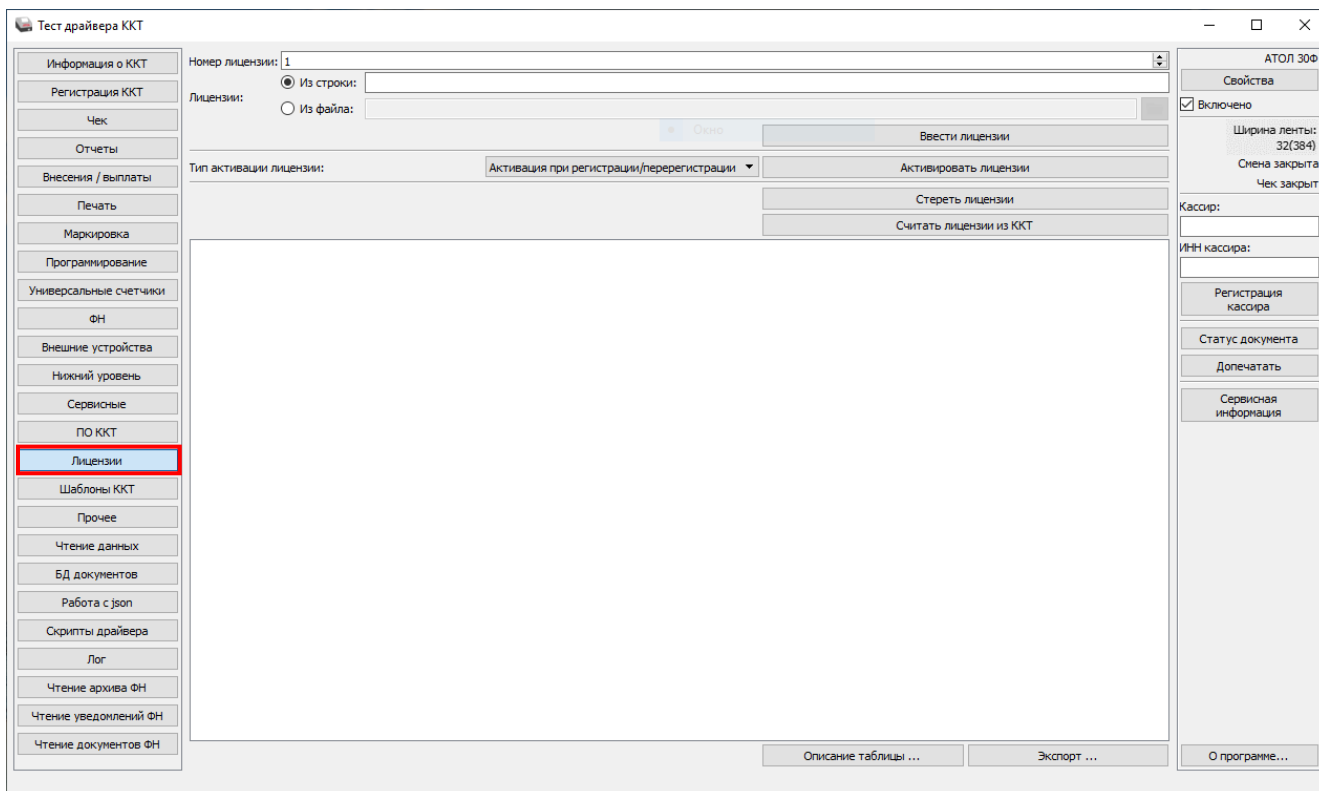 Тест драйвера ККТ
Информация о ККТ
Регистрация ККТ
Чек
Отчеты
Внесения / выплаты
Печать
Маркировка
Программирование
Универсальные счетчики
ФН
Внешние устройства
Нижний уровень
Сервисные
ПО ККТ
Лицензии
Шаблоны ККТ
Прочее
Чтение данных
БД документов
Работа с json
Скрипты драйвера
Лог
Чтение архива ФН
Чтение уведомлений ФН
Чтение документов ФН
Номер лицензии: 1
Лицензии:
Из строки:
Из файла:
Окно
Ввести лицензии
Тип активации лицензии: Активация при регистрации/перерегистрации
Активировать лицензии
Стереть лицензии
Считать лицензии из ККТ
Описание таблицы ...
Экспорт ...
АТОЛ 30Ф
Свойства
Включено
Ширина ленты:
32(384)
Смена закрыта
Чек закрыт
Кассир:
ИНН кассира:
Регистрация
кассира
Статус документа
Допечатать
Сервисная
информация
О программе...